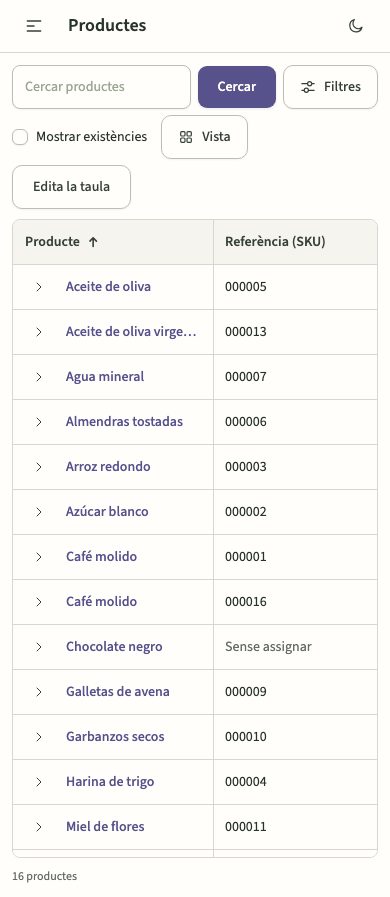 Productes
Cercar productes
Cercar
Filtres
Mostrar existències
Vista
Edita la taula
Producte
Referència (SKU)
Aceite de oliva
000005
Aceite de oliva virge…
000013
Agua mineral
000007
Almendras tostadas
000006
Arroz redondo
000003
Azúcar blanco
000002
Café molido
000001
Café molido
000016
Chocolate negro
Sense assignar
Galletas de avena
000009
Garbanzos secos
000010
Harina de trigo
000004
Miel de flores
000011
16 productes